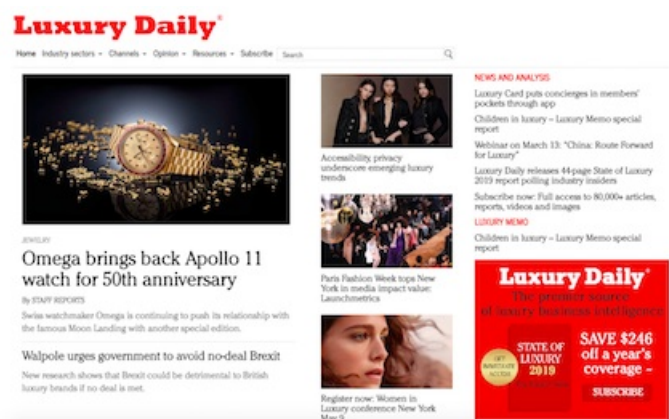 Luxury Daily®
Home Industry sectors Channels Opinion Resources Subscribe Search
JEWELRY
Omega brings back Apollo 11
watch for 50th anniversary
By STAFF REPORTS
Swiss watchmaker Omega is continuing to push its relationship with
the famous Moon Landing with another special edition.
Walpole urges government to avoid no-deal Brexit
New research shows that Brexit could be detrimental to British
luxury brands if no deal is met.
Accessibility, privacy
underscore emerging luxury
trends
Paris Fashion Week tops New
York in media impact value:
Launchmetrics
Register now: Women in
Luxury conference New York
May 9
NEWS AND ANALYSIS
Luxury Card puts concierges in members'
pockets through app
Children in luxury – Luxury Memo special
report
Webinar on March 13: "China: Route Forward
for Luxury"
Luxury Daily releases 44-page State of Luxury
2019 report polling industry insiders
Subscribe now: Full access to 80,000+ articles,
reports, videos and images
LUXURY MEMO
Children in luxury – Luxury Memo special
report
Luxury Daily®
The premier source
of luxury business intelligence
GET
IMMEDIATE
ACCESS
STATE OF
LUXURY
2019
SAVE $246
off a year's
coverage –
SUBSCRIBE